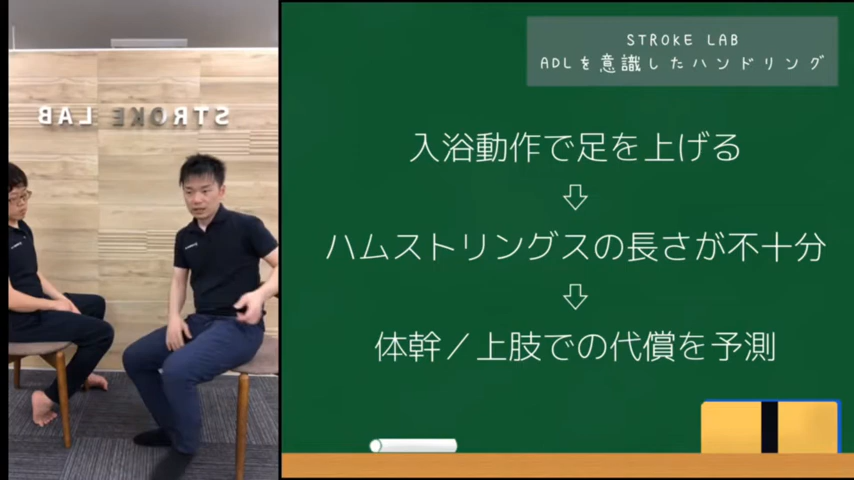 STROKE LAB
STROKE LAB
ADLを意識したハンドリング
入浴動作で足を上げる
⇩
ハムストリングスの長さが不十分
⇩
体幹／上肢での代償を予測